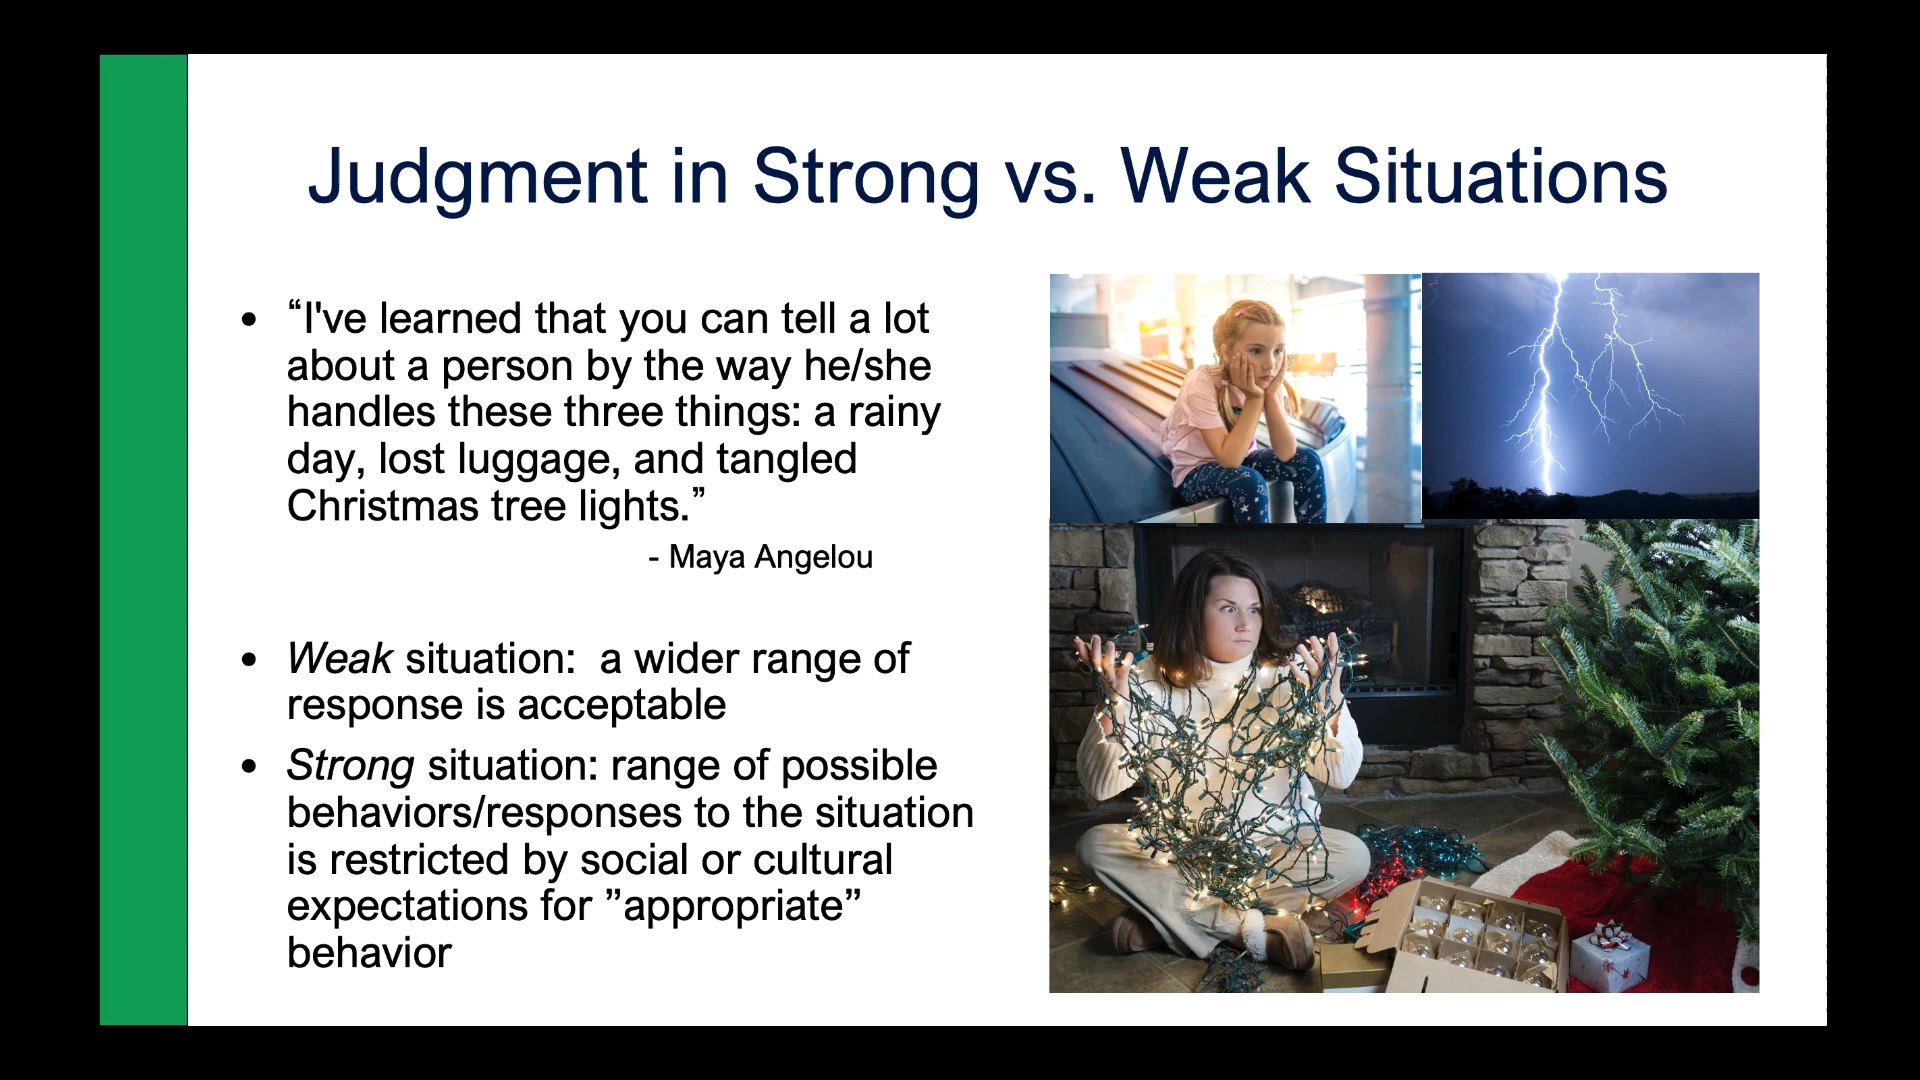 Judgment in Strong vs. Weak Situations
• “I've learned that you can tell a lot
about a person by the way he/she
handles these three things: a rainy
day, lost luggage, and tangled
Christmas tree lights.”
- Maya Angelou
• Weak situation:  a wider range of
response is acceptable
• Strong situation: range of possible
behaviors/responses to the situation
is restricted by social or cultural
expectations for ”appropriate”
behavior